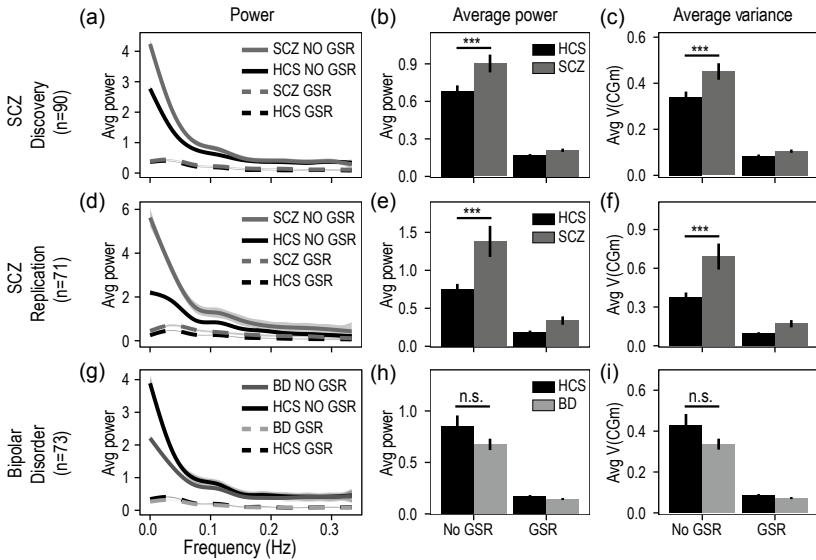 (a) Power
(b) Average power
(c) Average variance
SCZ
Discovery
(n=90)
Avg power
4
3
2
1
0
SCZ NO GSR
HCS NO GSR
SCZ GSR
HCS GSR
Avg power
0.9
0.6
0.3
0.0
***
HCS
SCZ
Avg V(CGm)
0.6
0.4
0.2
0.0
***
(d)
(e)
(f)
SCZ
Replication
(n=71)
Avg power
6
4
2
0
SCZ NO GSR
HCS NO GSR
SCZ GSR
HCS GSR
Avg power
1.5
1.0
0.5
0.0
***
HCS
SCZ
Avg V(CGm)
0.9
0.6
0.3
0.0
***
(g)
(h)
(i)
Bipolar
Disorder
(n=73)
Avg power
4
2
0
BD NO GSR
HCS NO GSR
BD GSR
HCS GSR
0.0 0.1 0.2 0.3
Frequency (Hz)
Avg power
1.0
0.5
0.0
n.s.
HCS
BD
No GSR GSR
Avg V(CGm)
0.6
0.4
0.2
0.0
n.s.
No GSR GSR